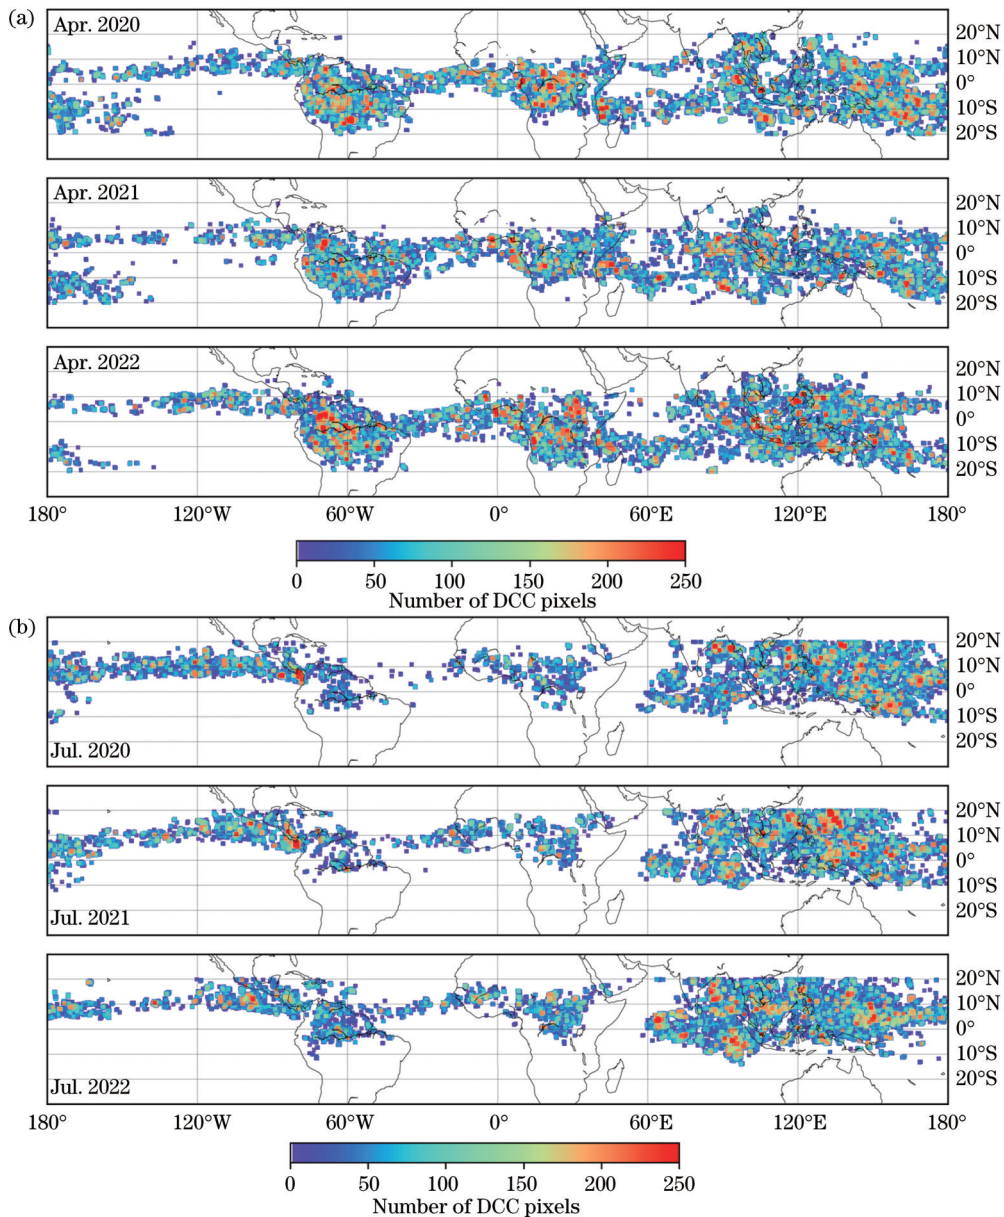 (a)
Apr. 2020
20°N
10°N
0°
10°S
20°S
Apr. 2021
20°N
10°N
0°
10°S
20°S
Apr. 2022
20°N
10°N
0°
10°S
20°S
180° 120°W 60°W 0° 60°E 120°E 180°
0 50 100 150 200 250
Number of DCC pixels
(b)
20°N
10°N
0°
10°S
20°S
Jul. 2020
20°N
10°N
0°
10°S
20°S
Jul. 2021
20°N
10°N
0°
10°S
20°S
Jul. 2022
180° 120°W 60°W 0° 60°E 120°E 180°
0 50 100 150 200 250
Number of DCC pixels